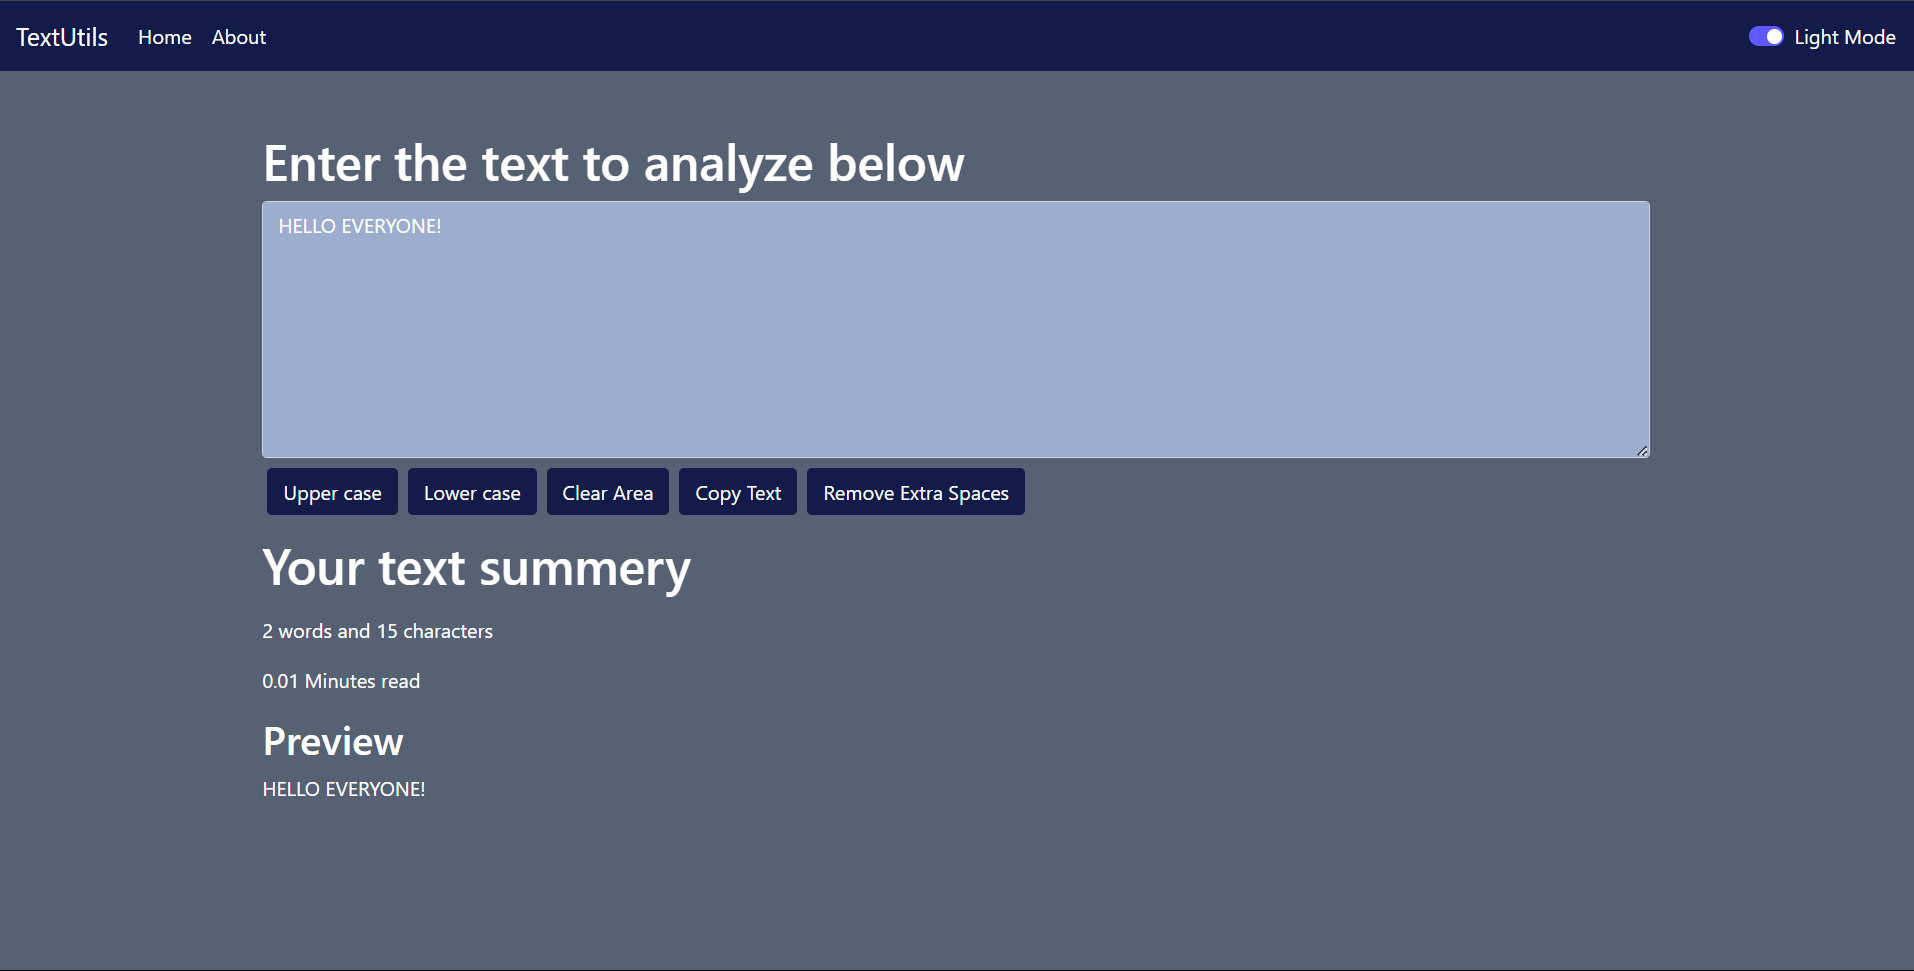 TextUtils Home About Light Mode
Enter the text to analyze below
HELLO EVERYONE!
Upper case Lower case Clear Area Copy Text Remove Extra Spaces
Your text summery
2 words and 15 characters
0.01 Minutes read
Preview
HELLO EVERYONE!